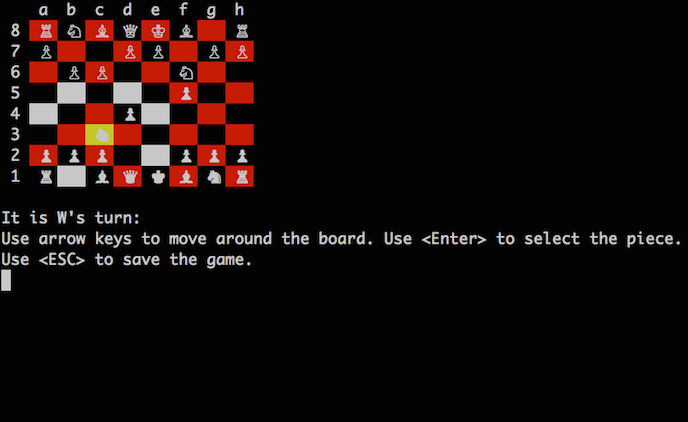 a b c d e f g h
8
7
6
5
4
3
2
1
It is W's turn:
Use arrow keys to move around the board. Use <Enter> to select the piece.
Use <ESC> to save the game.